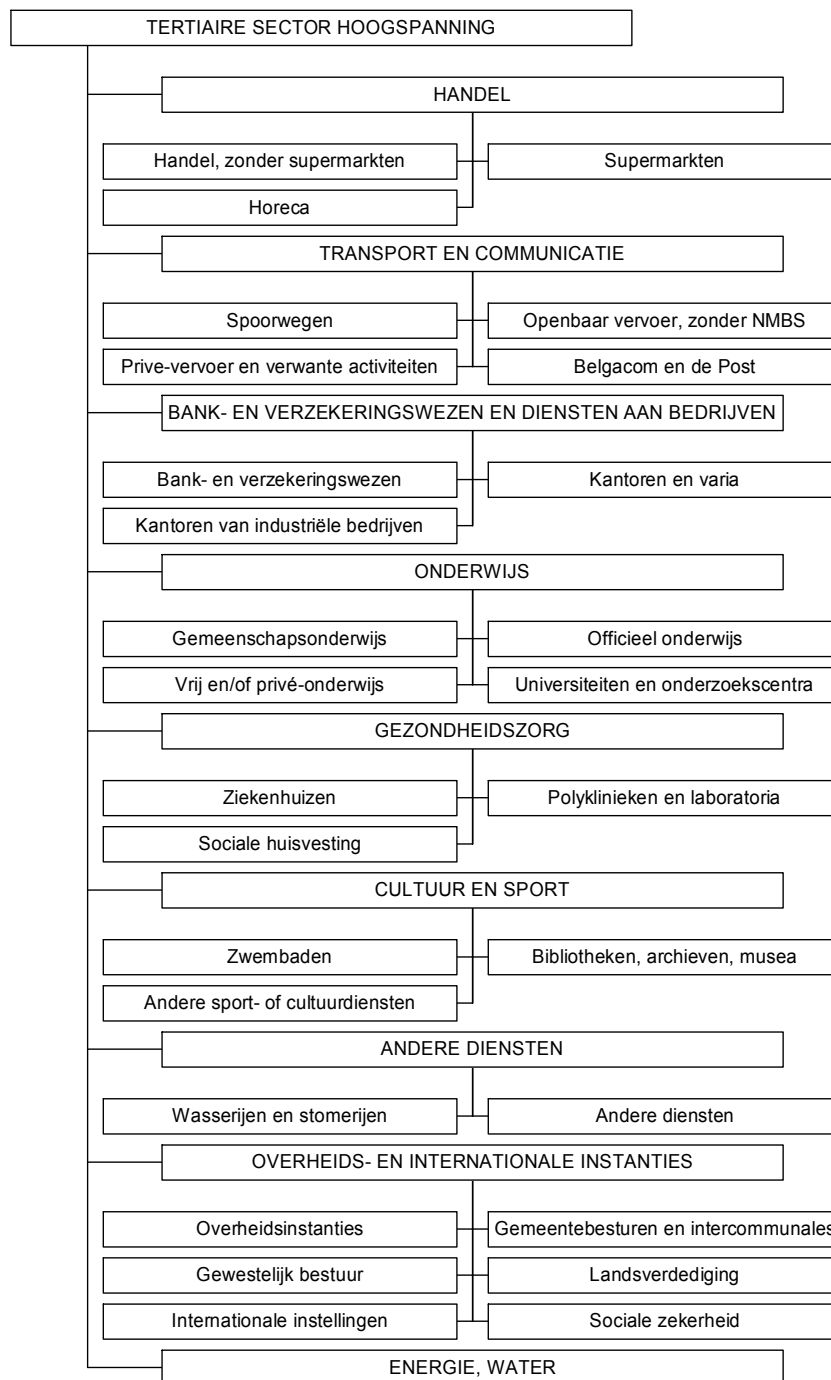 TERTIAIRE SECTOR HOOGSPANNING
HANDEL
Handel, zonder supermarkten
Supermarkten
Horeca
TRANSPORT EN COMMUNICATIE
Spoorwegen
Openbaar vervoer, zonder NMBS
Prive-vervoer en verwante activiteiten
Belgacom en de Post
BANK- EN VERZEKERINGSWEZEN EN DIENSTEN AAN BEDRIJVEN
Bank- en verzekeringswezen
Kantoren en varia
Kantoren van industriële bedrijven
ONDERWIJS
Gemeenschapsonderwijs
Officieel onderwijs
Vrij en/of privé-onderwijs
Universiteiten en onderzoekscentra
GEZONDHEIDSZORG
Ziekenhuizen
Polyklinieken en laboratoria
Sociale huisvesting
CULTUUR EN SPORT
Zwembaden
Bibliotheken, archieven, musea
Andere sport- of cultuurdiensten
ANDERE DIENSTEN
Wasserijen en stomerijen
Andere diensten
OVERHEIDS- EN INTERNATIONALE INSTANTIES
Overheidsinstanties
Gemeentebesturen en intercommunales
Gewestelijk bestuur
Landsverdediging
Internationale instellingen
Sociale zekerheid
ENERGIE, WATER